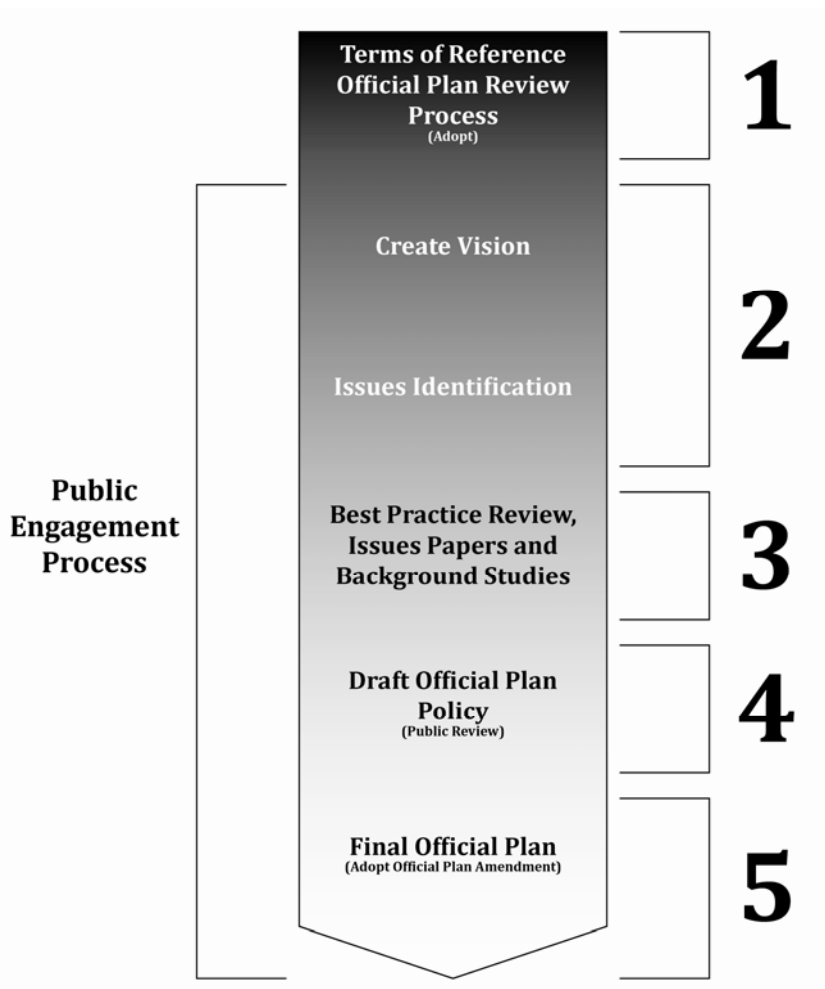 Terms of Reference
Official Plan Review
Process
(Adopt)
1
Create Vision
Issues Identification
2
Public
Engagement
Process
Best Practice Review,
Issues Papers and
Background Studies
3
Draft Official Plan
Policy
(Public Review)
4
Final Official Plan
(Adopt Official Plan Amendment)
5